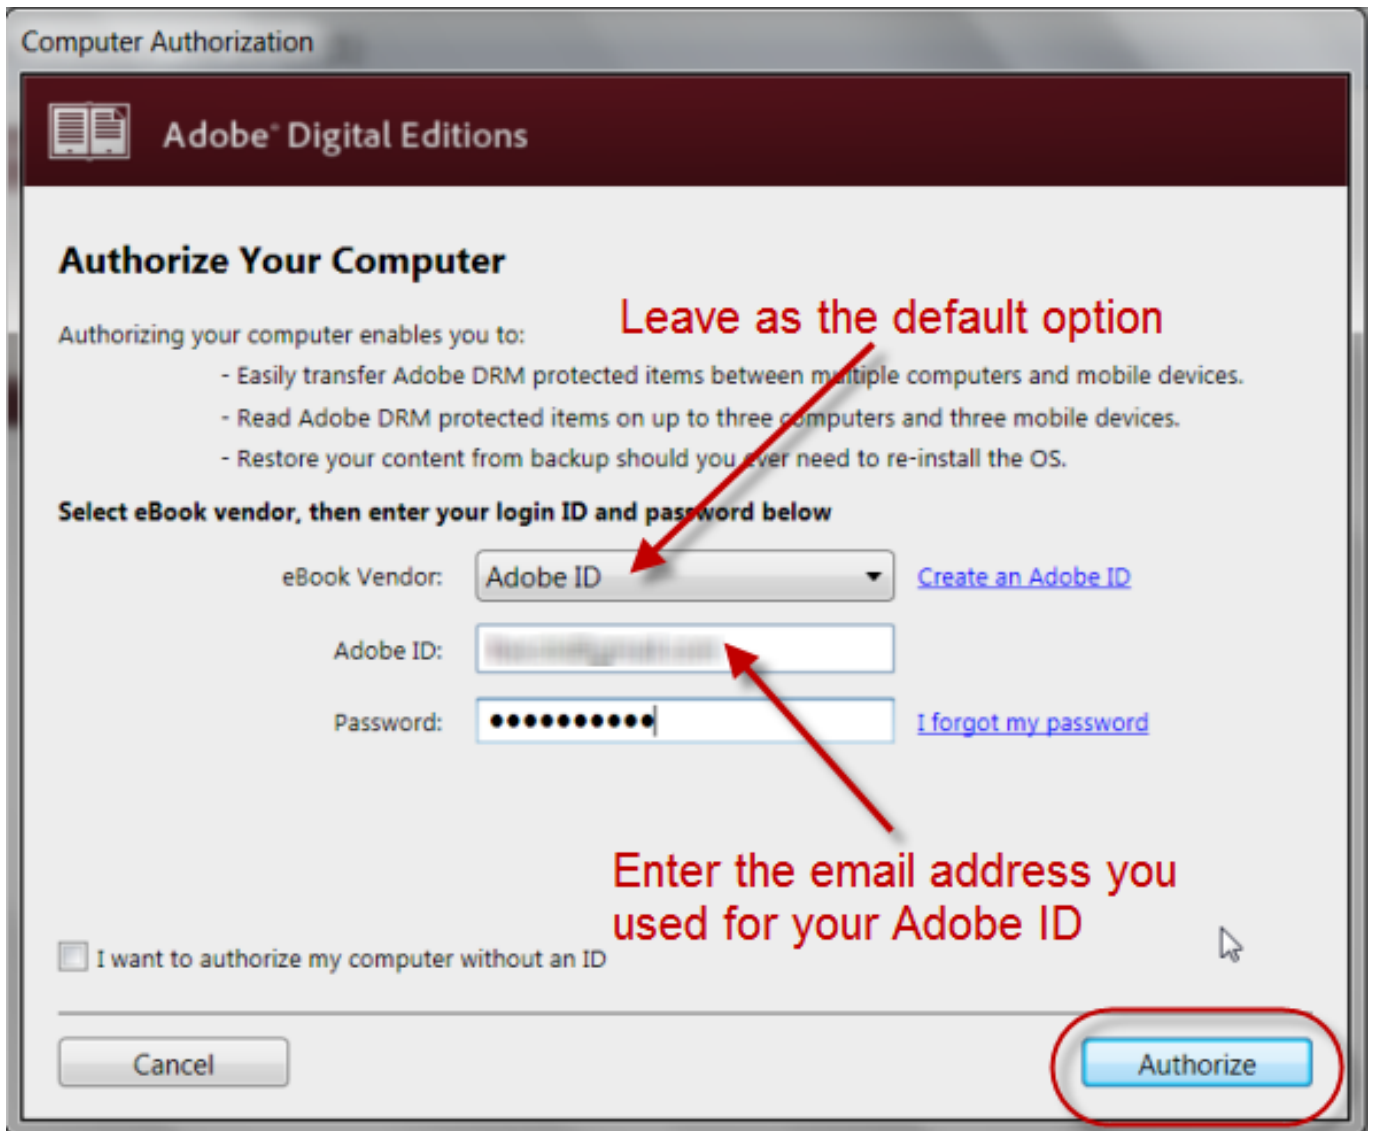 Computer Authorization
Adobe® Digital Editions
Authorize Your Computer
Leave as the default option
Authorizing your computer enables you to:
- Easily transfer Adobe DRM protected items between multiple computers and mobile devices.
- Read Adobe DRM protected items on up to three computers and three mobile devices.
- Restore your content from backup should you ever need to re-install the OS.
Select eBook vendor, then enter your login ID and password below
eBook Vendor: Adobe ID Create an Adobe ID
Adobe ID:
Password: ●●●●●●●●●● I forgot my password
Enter the email address you
used for your Adobe ID
I want to authorize my computer without an ID
Cancel Authorize